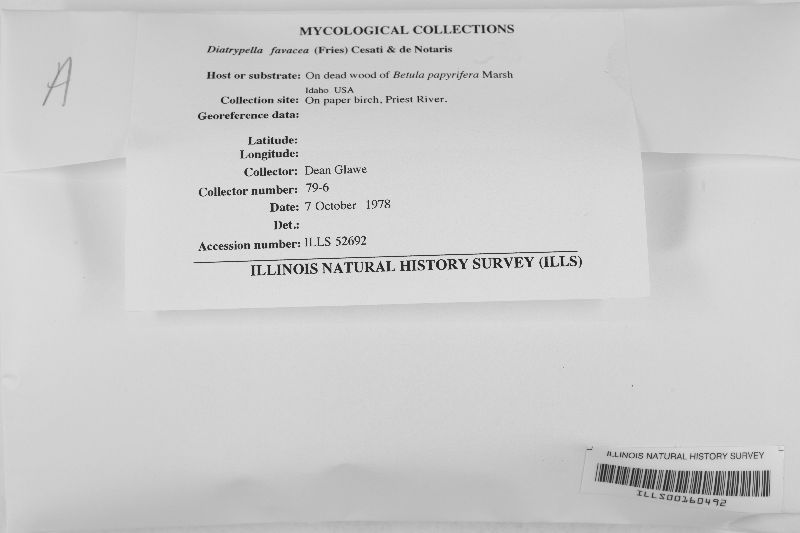 MYCOLOGICAL COLLECTIONS
Diatrypella favacea (Fries) Cesati & de Notaris
Host or substrate: On dead wood of Betula papyrifera Marsh
Idaho USA
Collection site: On paper birch, Priest River.
Georeference data:
Latitude:
Longitude:
Collector: Dean Glawe
Collector number: 79-6
Date: 7 October 1978
Det.:
Accession number: ILLS 52692
ILLINOIS NATURAL HISTORY SURVEY (ILLS)
A
ILLINOIS NATURAL HISTORY SURVEY
ILLS00160492